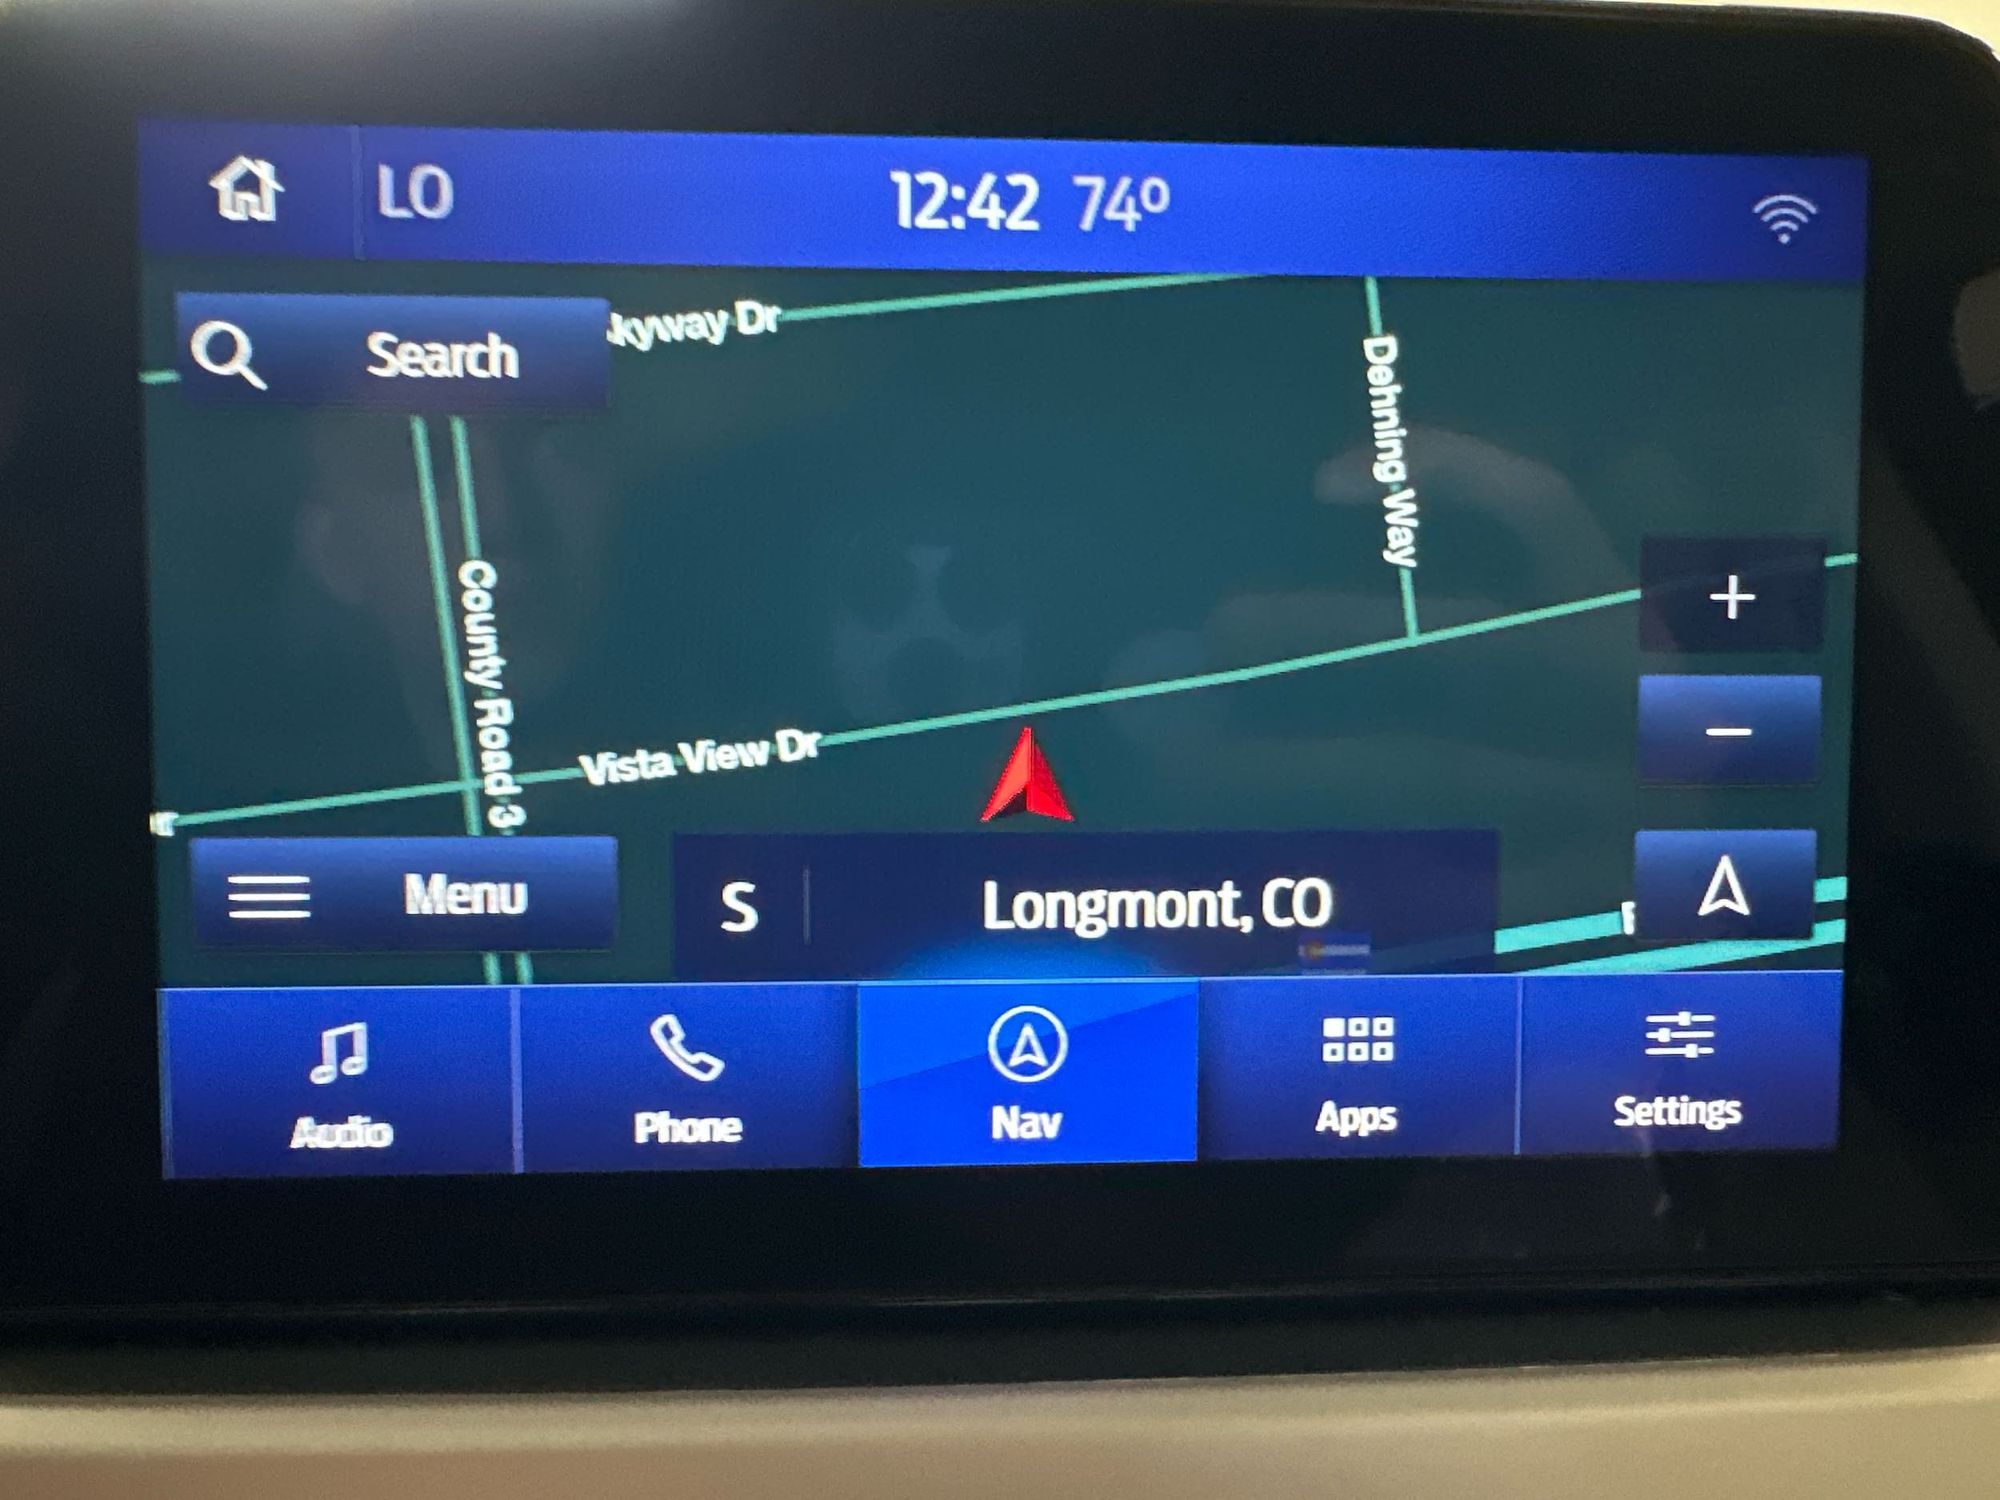 LO
12:42 74°
Search
kyway Dr
Dehning Way
County Road 3
Vista View Dr
Menu
S
Longmont, CO
Audio
Phone
Nav
Apps
Settings